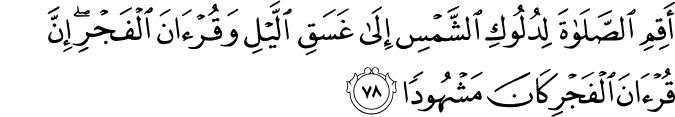 أَقِمِ ٱلصَّلَوٰةَ لِدُلُوكِ ٱلشَّمْسِ إِلَىٰ غَسَقِ ٱلَّيْلِ وَقُرْءَانَ ٱلْفَجْرِۖ إِنَّ
قُرْءَانَ ٱلْفَجْرِ كَانَ مَشْهُودًا ٧٨